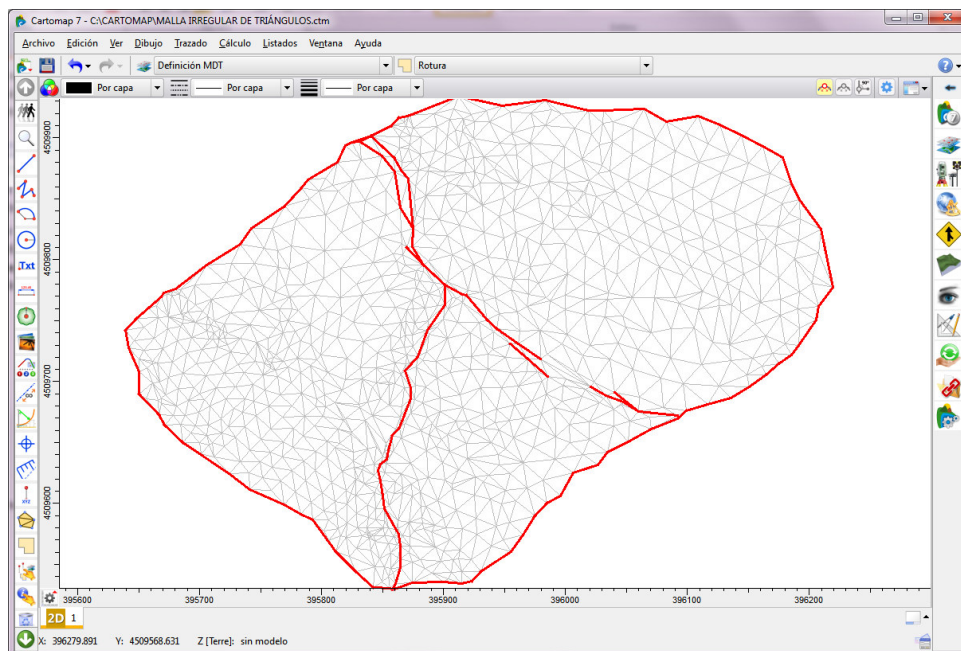 Cartomap 7 - C:\CARTOMAP\MALLA IRREGULAR DE TRIÁNGULOS.ctm
Archivo Edición Ver Dibujo Trazado Cálculo Listados Ventana Ayuda
Definición MDT Rotura
Por capa Por capa Por capa
4509900
4509800
4509700
4509600
.Txt
XYZ
395600 395700 395800 395900 396000 396100 396200
2D 1
X: 396279.891 Y: 4509568.631 Z [Terre]: sin modelo